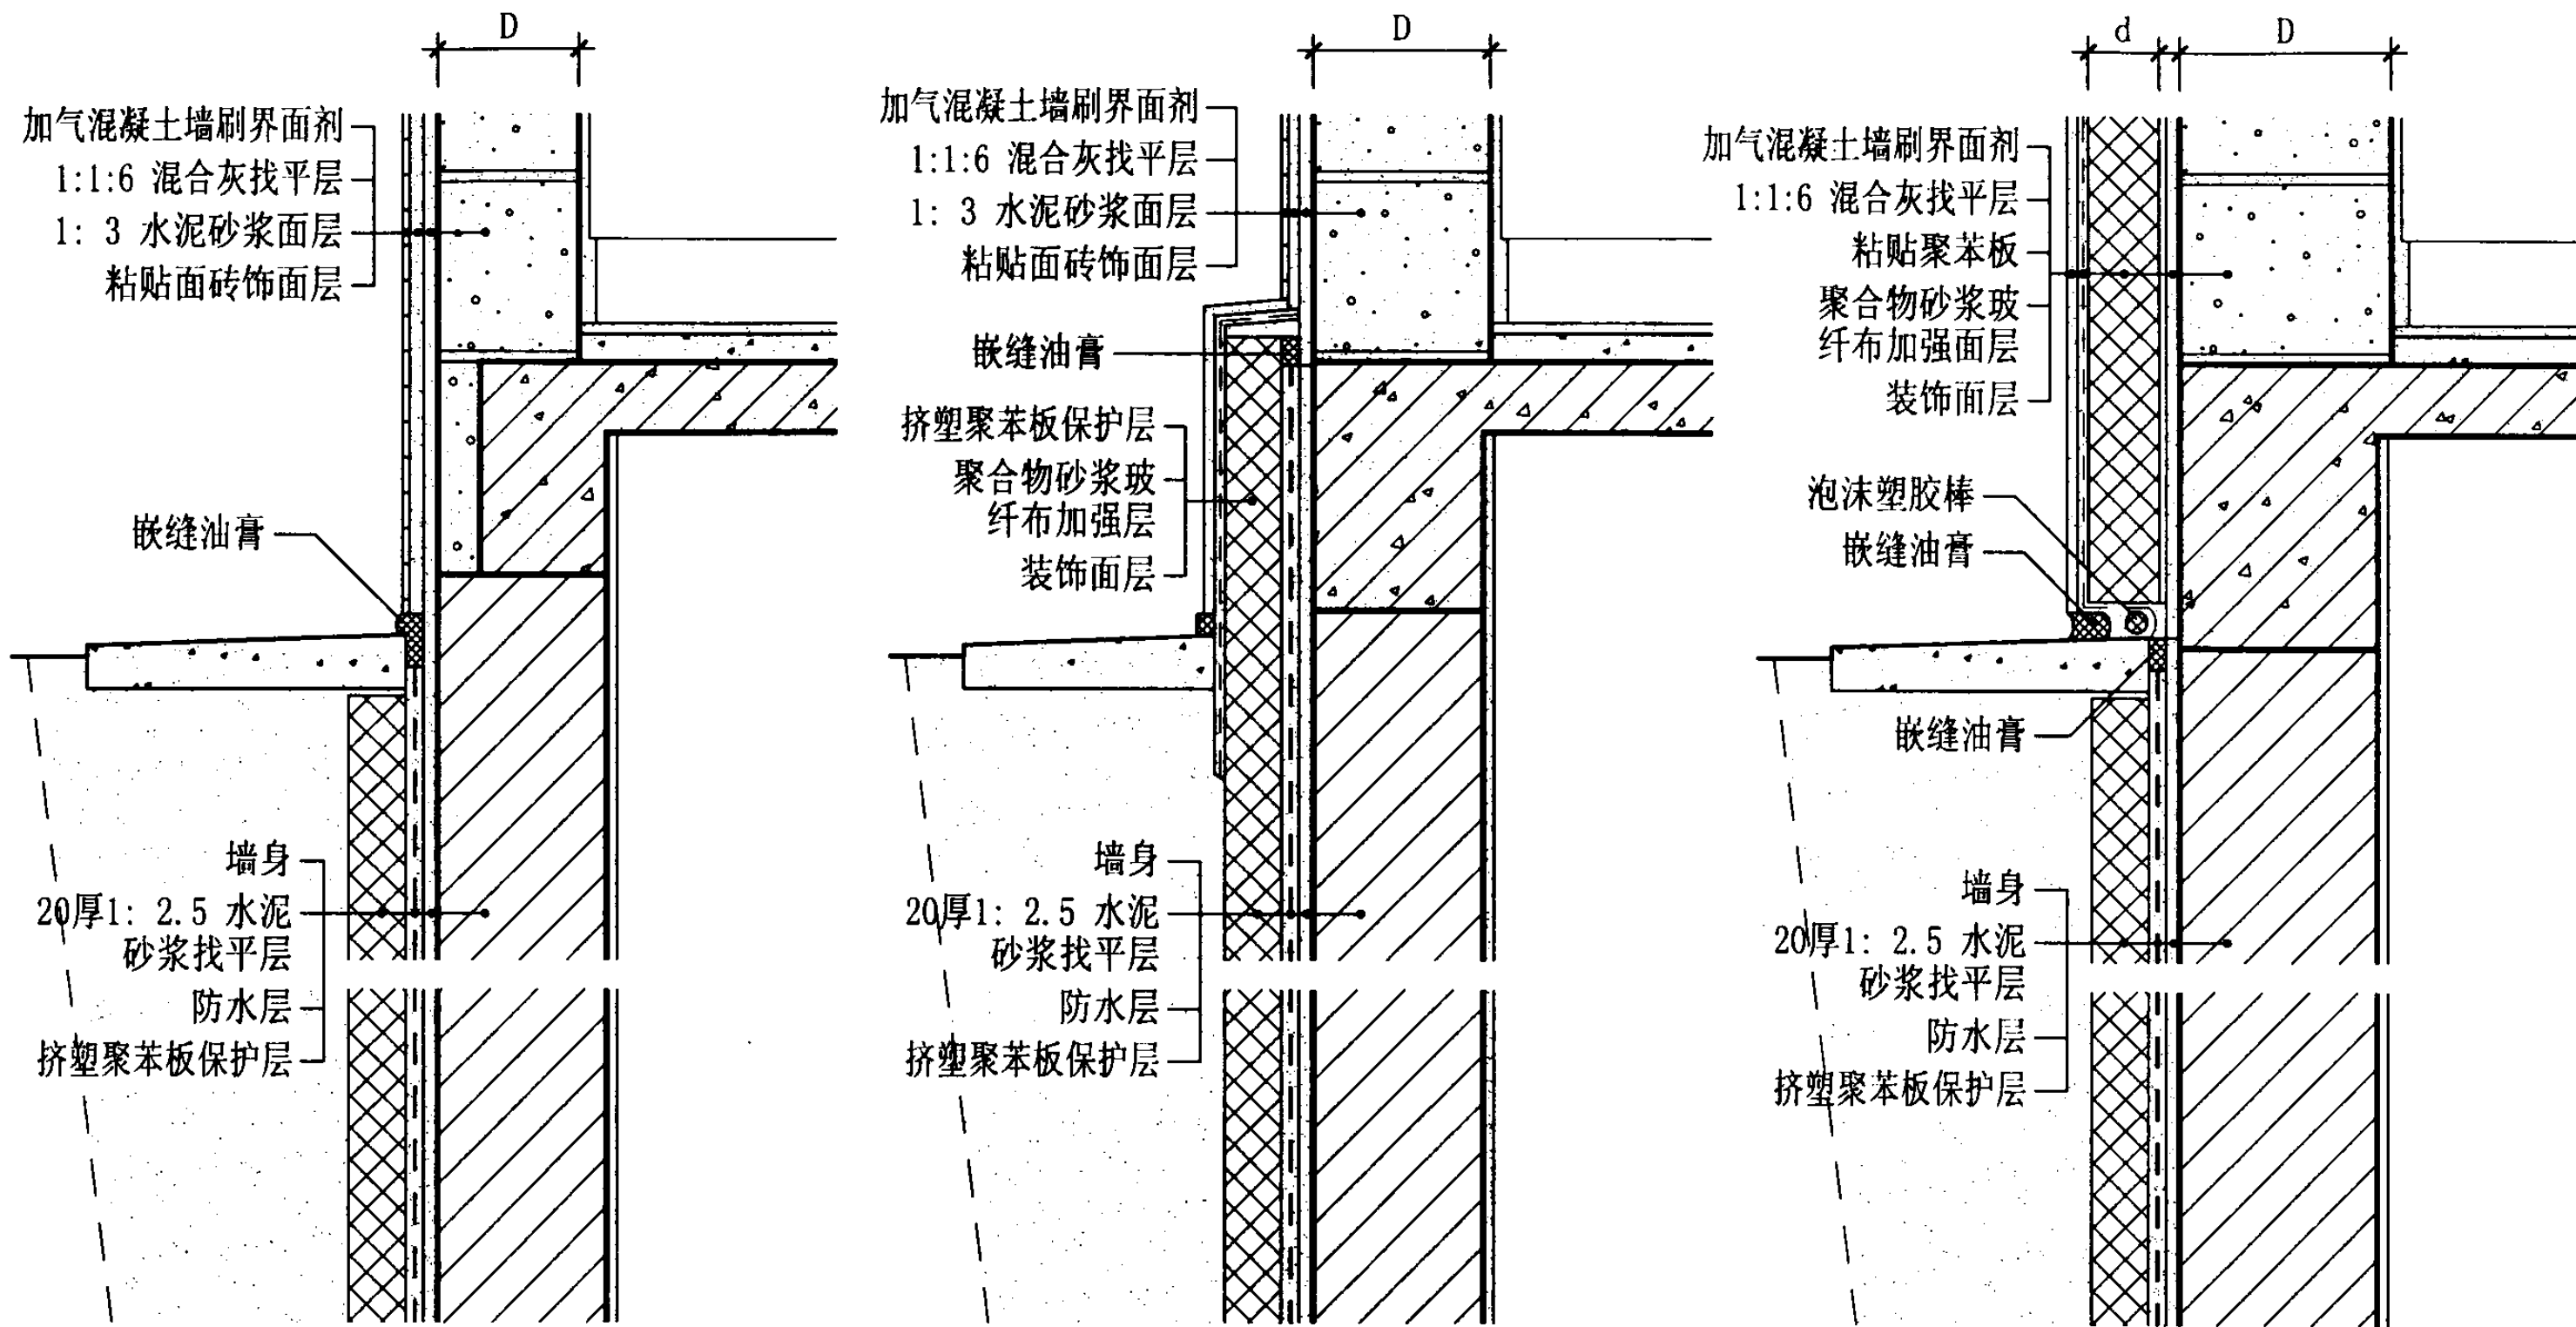 D
加气混凝土墙刷界面剂
1:1:6 混合灰找平层
1: 3 水泥砂浆面层
粘贴面砖饰面层
嵌缝油膏
墙身
20厚1: 2.5 水泥
砂浆找平层
防水层
挤塑聚苯板保护层
D
加气混凝土墙刷界面剂
1:1:6 混合灰找平层
1: 3 水泥砂浆面层
粘贴面砖饰面层
嵌缝油膏
挤塑聚苯板保护层
聚合物砂浆玻
纤布加强层
装饰面层
墙身
20厚1: 2.5 水泥
砂浆找平层
防水层
挤塑聚苯板保护层
d D
加气混凝土墙刷界面剂
1:1:6 混合灰找平层
粘贴聚苯板
聚合物砂浆玻
纤布加强面层
装饰面层
泡沫塑胶棒
嵌缝油膏
嵌缝油膏
墙身
20厚1: 2.5 水泥
砂浆找平层
防水层
挤塑聚苯板保护层